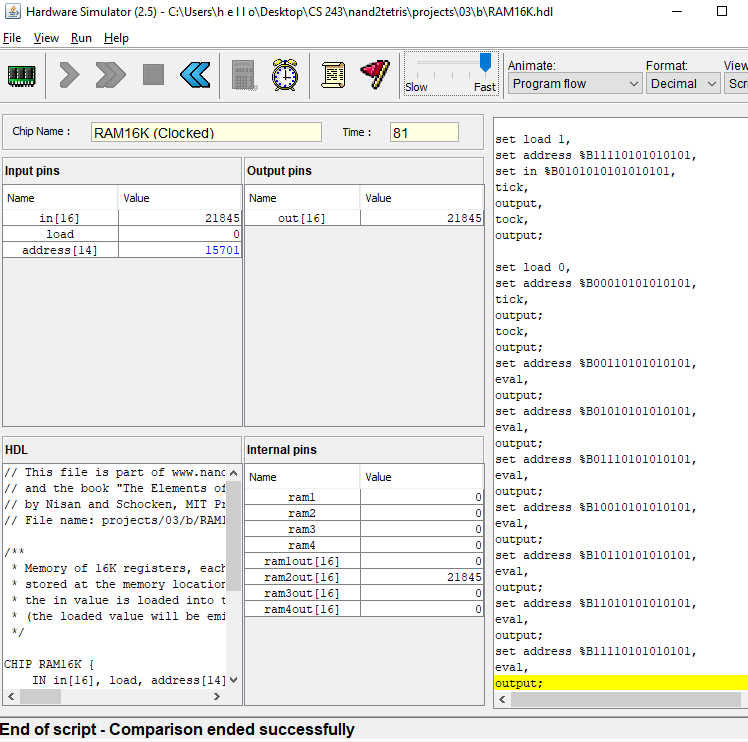 Hardware Simulator (2.5) - C:\Users\h e l l o\Desktop\CS 243\nand2tetris\projects\03\b\RAM16K.hdl
File View Run Help
Animate:
Format:
View
Slow Fast
Program flow
Decimal
Scr
Chip Name :
RAM16K (Clocked)
Time :
81
Input pins
Name Value
in[16] 21845
load 0
address[14] 15701
Output pins
Name Value
out[16] 21845
HDL
// This file is part of www.nand
// and the book "The Elements of
// by Nisan and Schocken, MIT Pr
// File name: projects/03/b/RAM1
/**
* Memory of 16K registers, each
* stored at the memory location
* the in value is loaded into t
* (the loaded value will be emi
*/
CHIP RAM16K {
IN in[16], load, address[14]
Internal pins
Name Value
ram1 0
ram2 0
ram3 0
ram4 0
ram1out[16] 0
ram2out[16] 21845
ram3out[16] 0
ram4out[16] 0
set load 1,
set address %B11110101010101,
set in %B0101010101010101,
tick,
output,
tock,
output;
set load 0,
set address %B00010101010101,
tick,
output;
tock,
output;
set address %B00110101010101,
eval,
output;
set address %B01010101010101,
eval,
output;
set address %B01110101010101,
eval,
output;
set address %B10010101010101,
eval,
output;
set address %B10110101010101,
eval,
output;
set address %B11010101010101,
eval,
output;
set address %B11110101010101,
eval,
output;
End of script - Comparison ended successfully